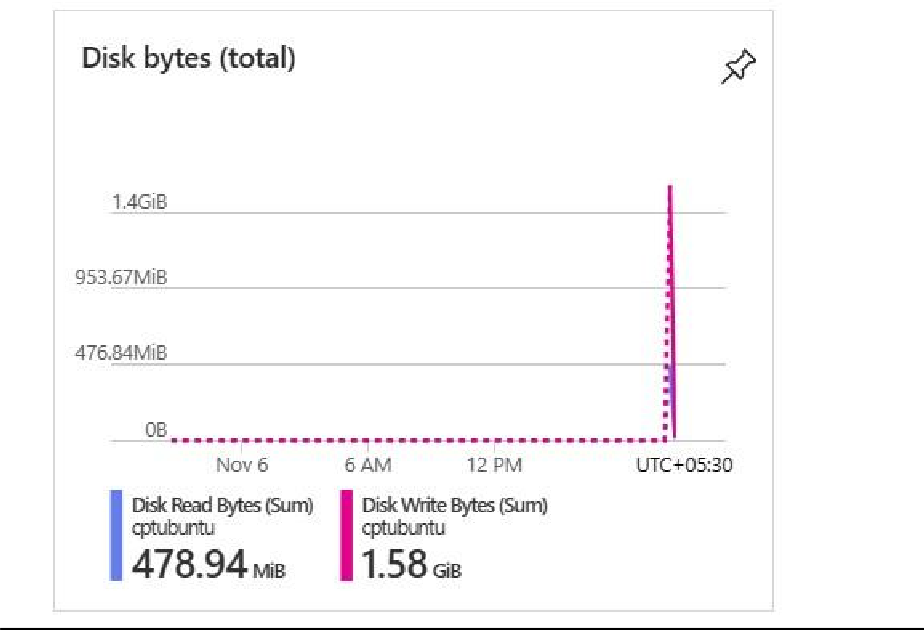 Disk bytes (total)
1.4GiB
953.67MiB
476.84MiB
0B
Nov 6 6 AM 12 PM UTC+05:30
Disk Read Bytes (Sum) Disk Write Bytes (Sum)
cptubuntu cptubuntu
478.94 MiB 1.58 GiB